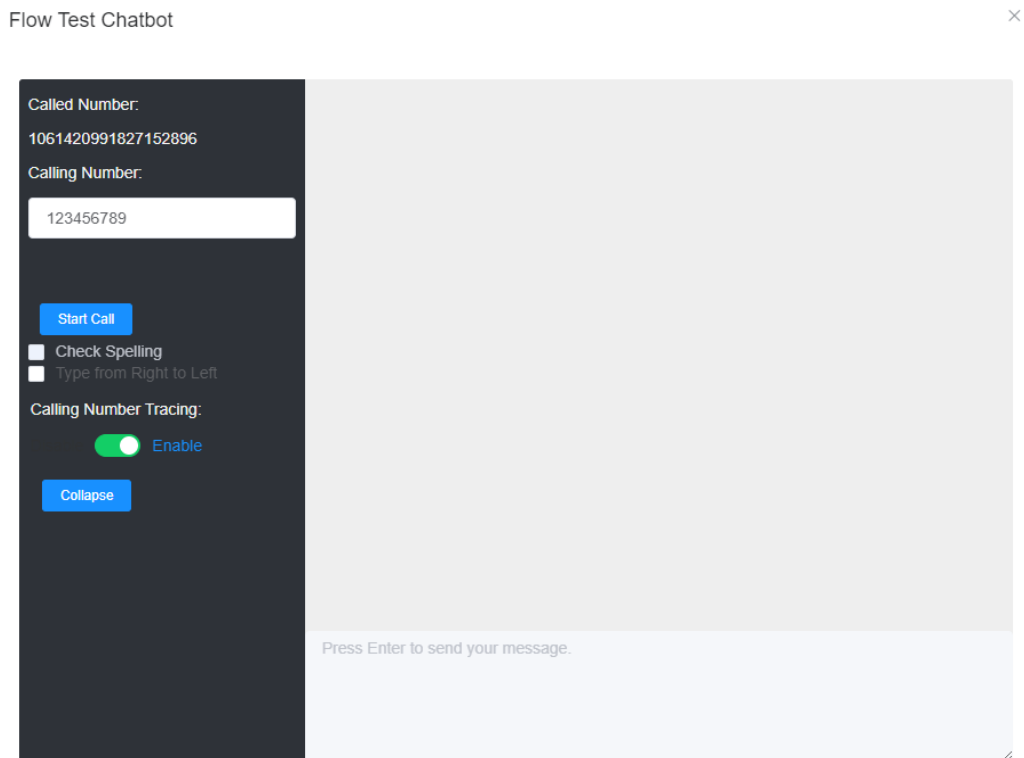 Flow Test Chatbot
Called Number:
1061420991827152896
Calling Number:
123456789
Start Call
Check Spelling
Type from Right to Left
Calling Number Tracing:
Enable
Collapse
Press Enter to send your message.